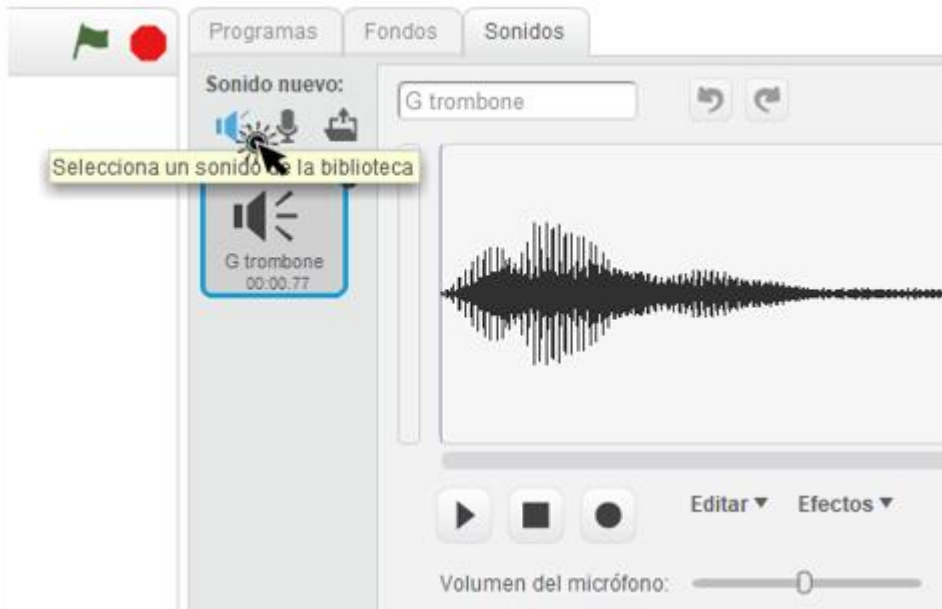 Programas Fondos Sonidos
Sonido nuevo:
G trombone
Selecciona un sonido de la biblioteca
G trombone
00:00.77
Editar Efectos
Volumen del micrófono: